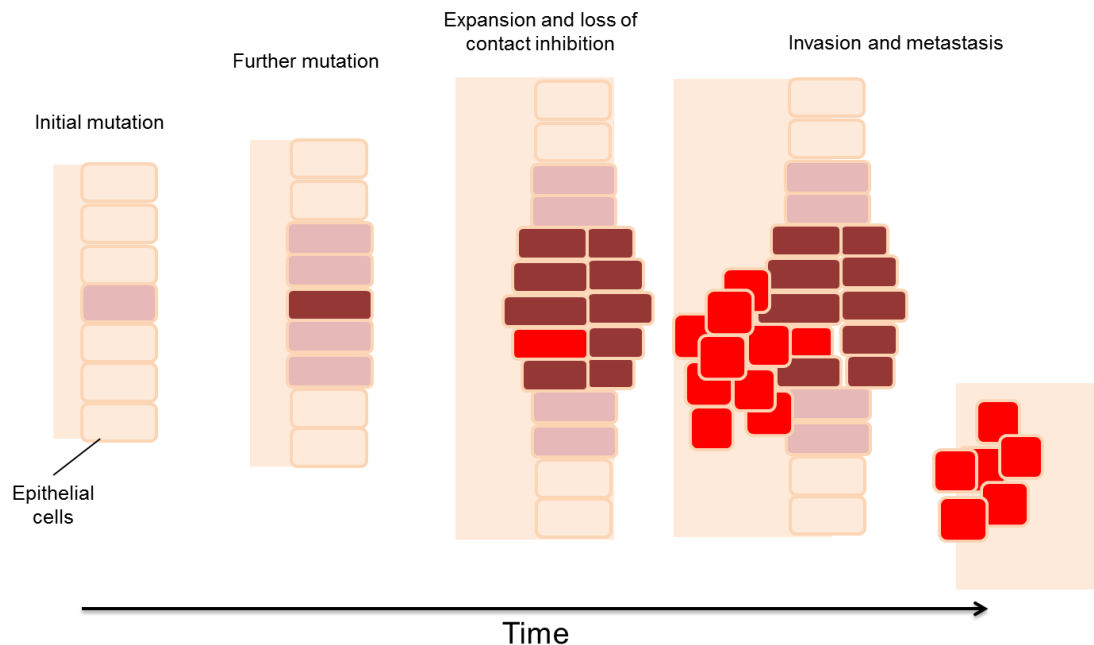 Expansion and loss of
contact inhibition
Invasion and metastasis
Further mutation
Initial mutation
Epithelial
cells
Time